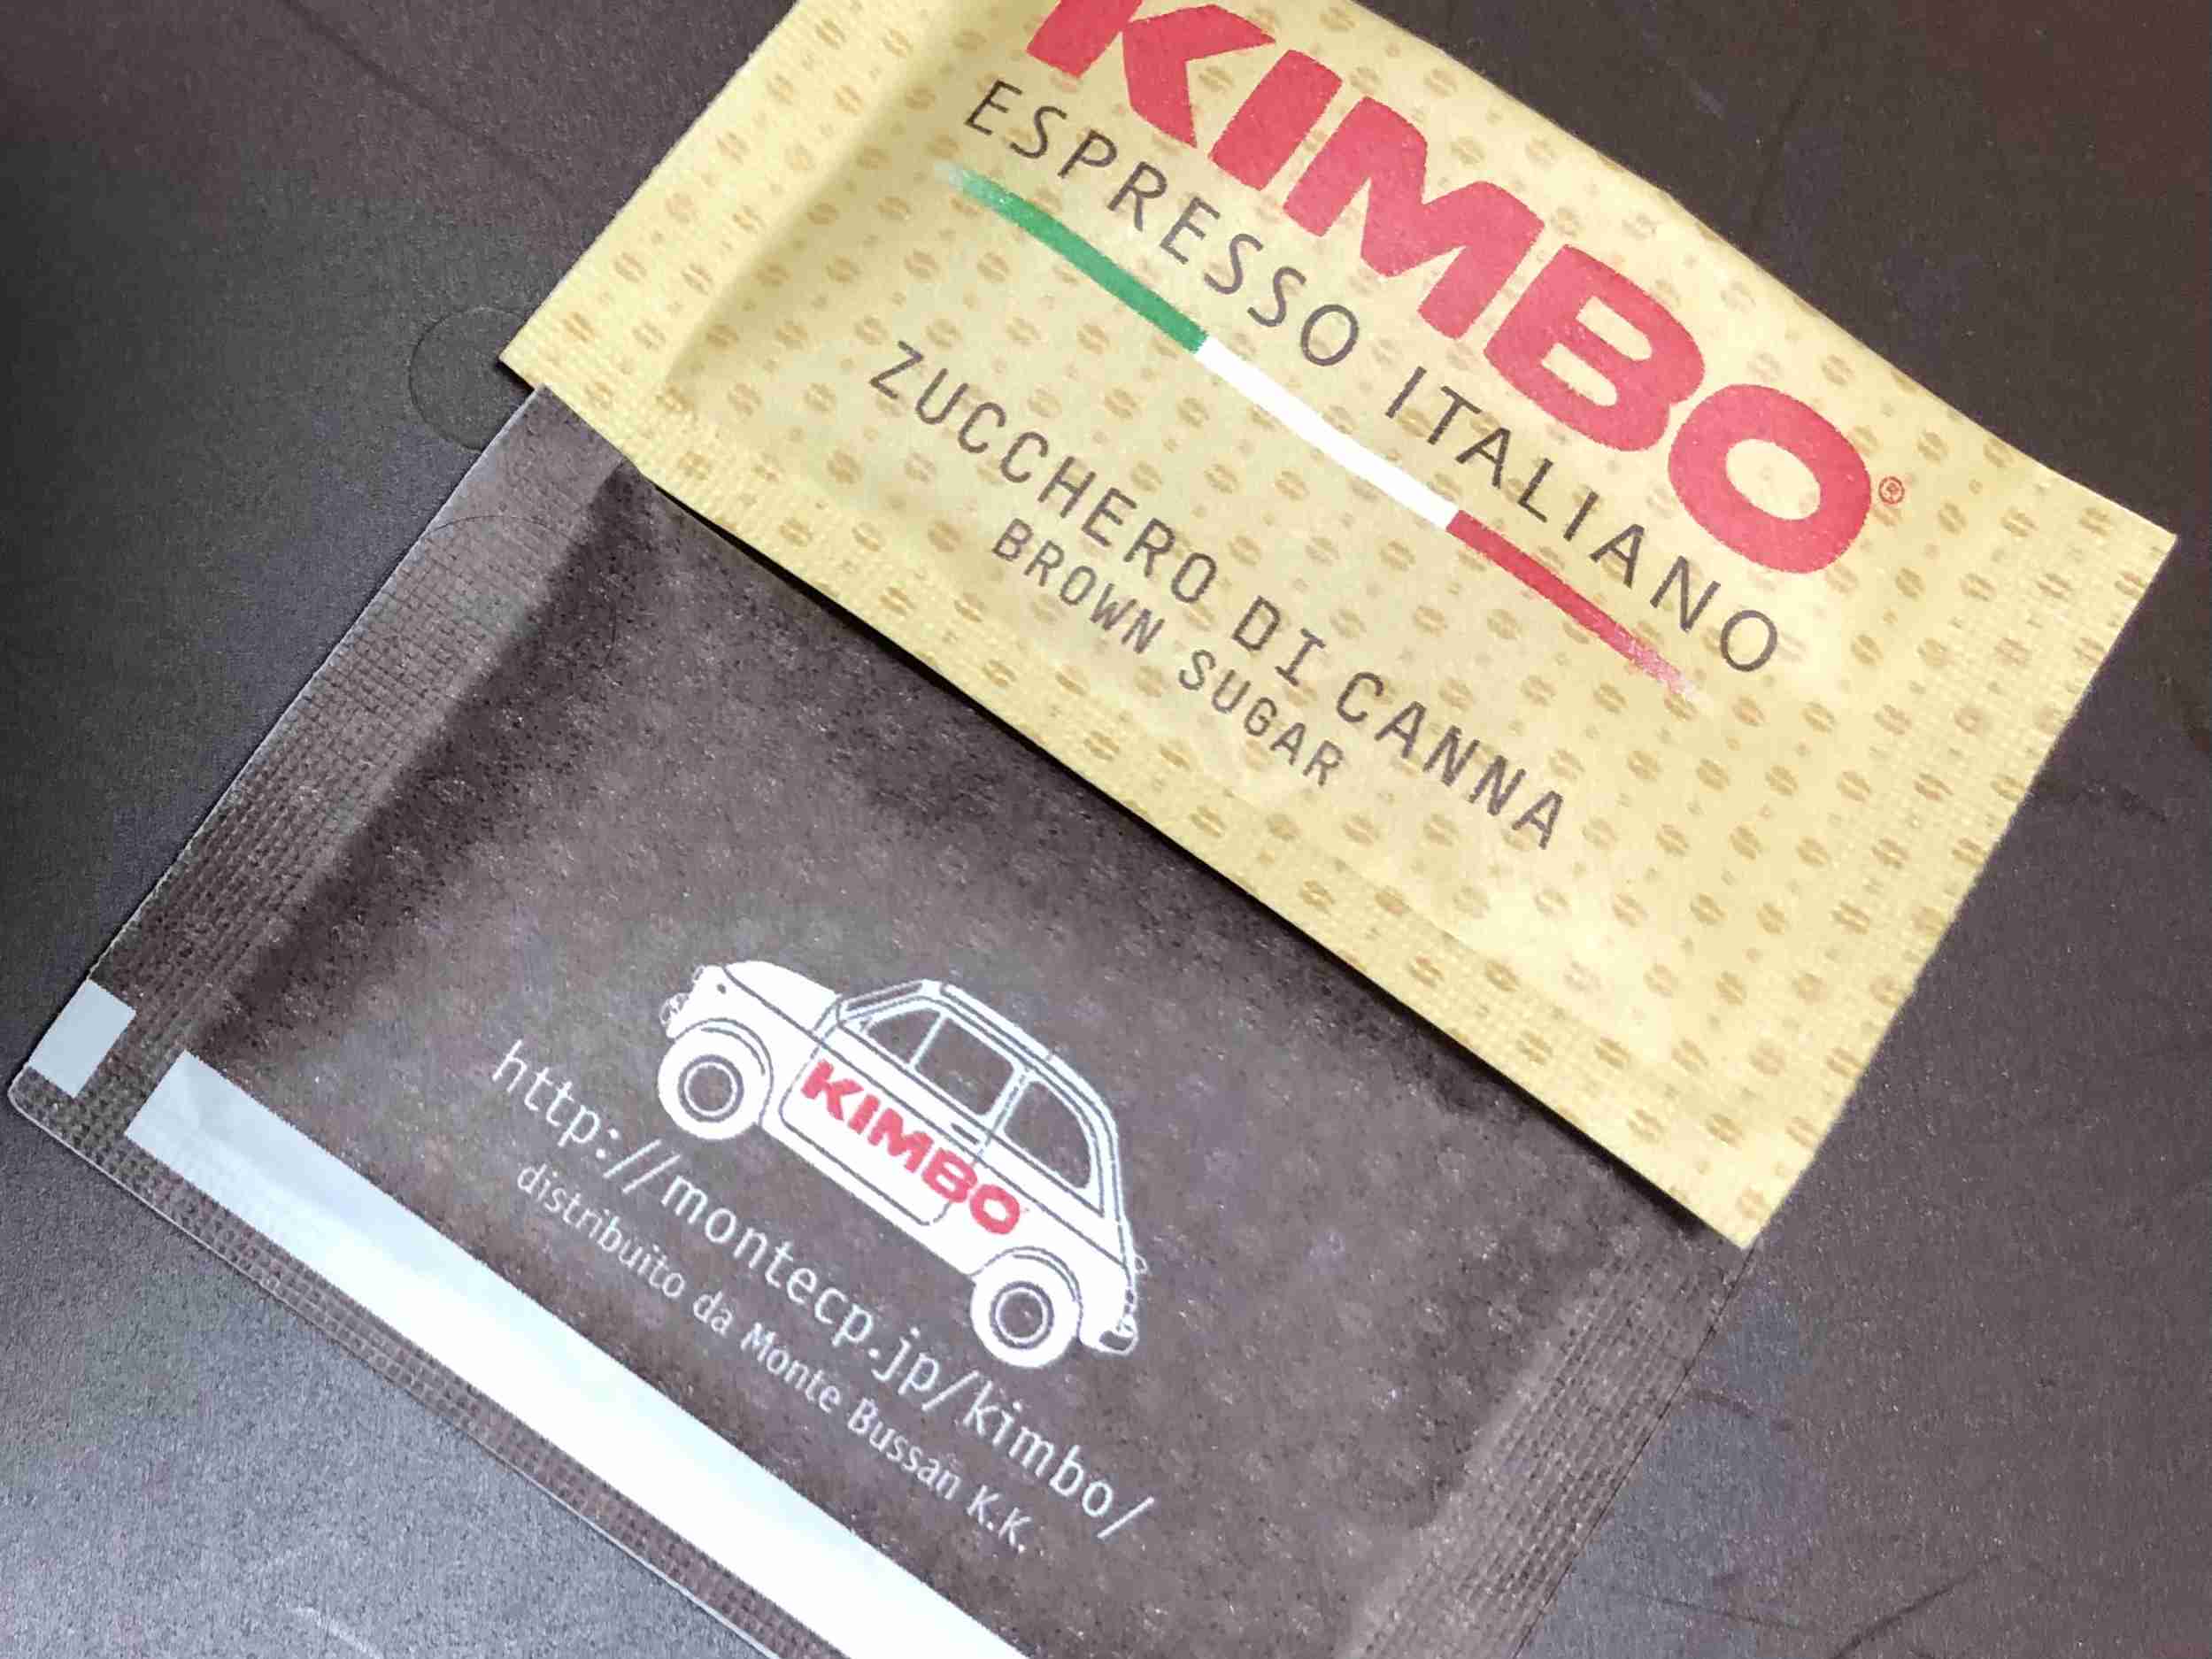 KIMBO®
ESPRESSO ITALIANO
ZUCCHERO DI CANNA
BROWN SUGAR
KIMBO
http://montecp.jp/kimbo/
distribuito da Monte Bussan K.K.